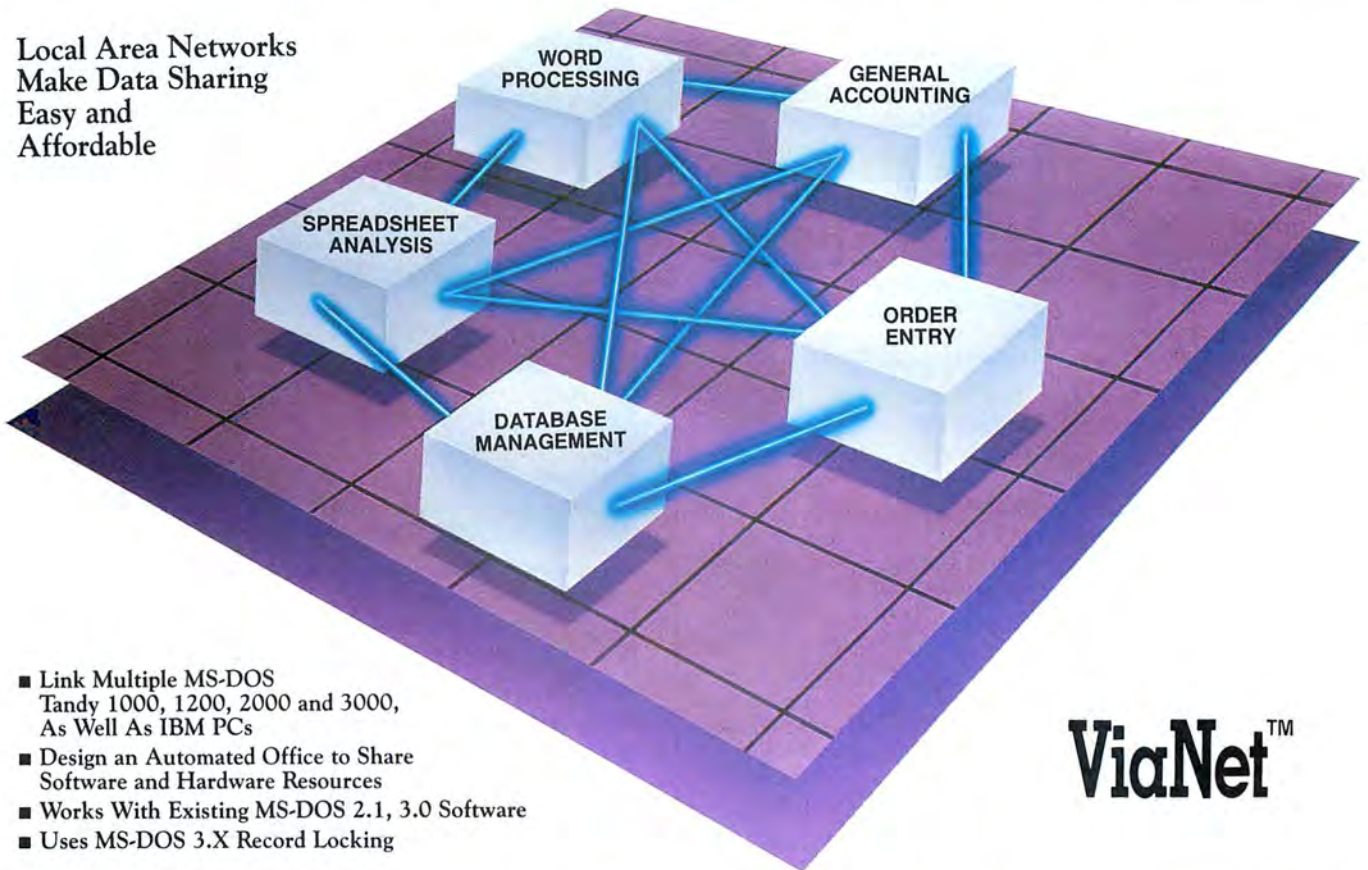 Local Area Networks
Make Data Sharing
Easy and
Affordable
WORD
PROCESSING
GENERAL
ACCOUNTING
SPREADSHEET
ANALYSIS
ORDER
ENTRY
DATABASE
MANAGEMENT
■ Link Multiple MS-DOS
Tandy 1000, 1200, 2000 and 3000,
As Well As IBM PCs
■ Design an Automated Office to Share
Software and Hardware Resources
■ Works With Existing MS-DOS 2.1, 3.0 Software
■ Uses MS-DOS 3.X Record Locking
ViaNet™